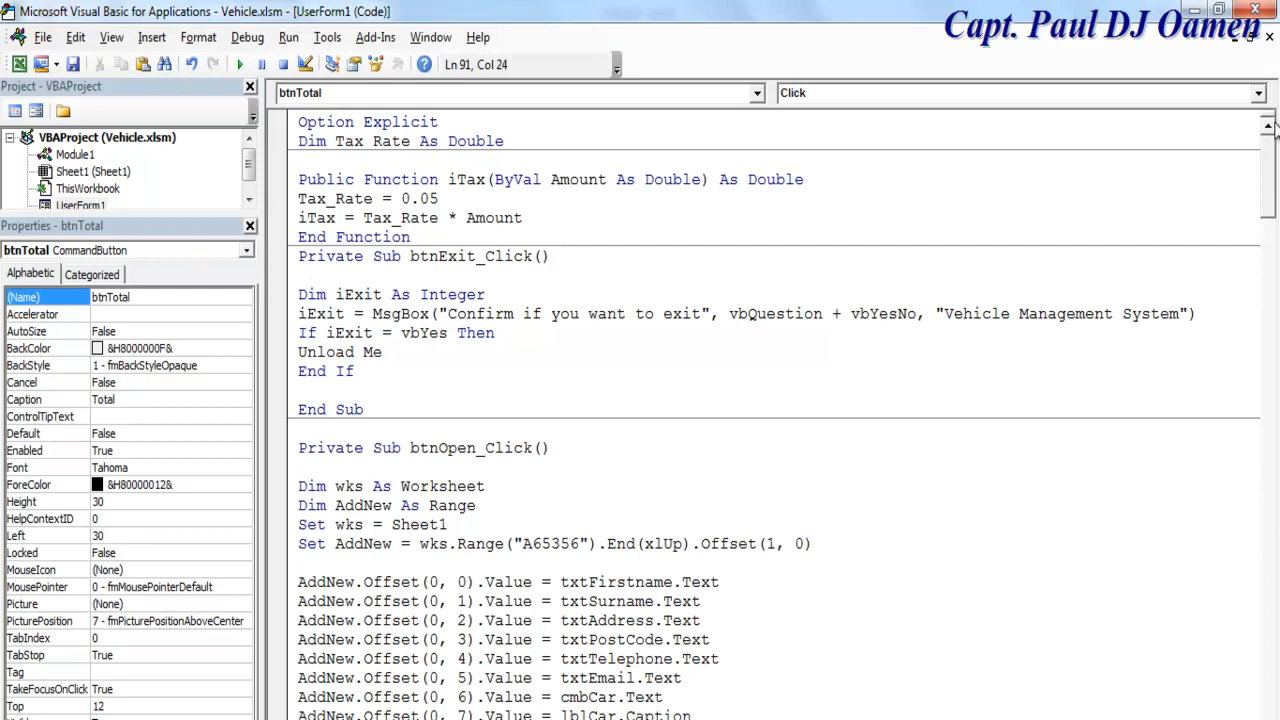 Microsoft Visual Basic for Applications - Vehicle.xlsm - [UserForm1 (Code)]
Capt. Paul DJ Oamen
File Edit View Insert Format Debug Run Tools Add-Ins Window Help
Ln 91, Col 24
Project - VBAProject
btnTotal
Click
VBAProject (Vehicle.xlsm)
Module1
Sheet1 (Sheet1)
ThisWorkbook
UserForm1
Properties - btnTotal
btnTotal CommandButton
Alphabetic Categorized
(Name) btnTotal
Accelerator
AutoSize False
BackColor &H8000000F&
BackStyle 1 - fmBackStyleOpaque
Cancel False
Caption Total
ControlTipText
Default False
Enabled True
Font Tahoma
ForeColor &H80000012&
Height 30
HelpContextID 0
Left 30
Locked False
MouseIcon (None)
MousePointer 0 - fmMousePointerDefault
Picture (None)
PicturePosition 7 - fmPicturePositionAboveCenter
TabIndex 0
TabStop True
Tag
TakeFocusOnClick True
Top 12
Option Explicit
Dim Tax_Rate As Double
Public Function iTax(ByVal Amount As Double) As Double
Tax_Rate = 0.05
iTax = Tax_Rate * Amount
End Function
Private Sub btnExit_Click()
Dim iExit As Integer
iExit = MsgBox("Confirm if you want to exit", vbQuestion + vbYesNo, "Vehicle Management System")
If iExit = vbYes Then
Unload Me
End If
End Sub
Private Sub btnOpen_Click()
Dim wks As Worksheet
Dim AddNew As Range
Set wks = Sheet1
Set AddNew = wks.Range("A65356").End(xlUp).Offset(1, 0)
AddNew.Offset(0, 0).Value = txtFirstname.Text
AddNew.Offset(0, 1).Value = txtSurname.Text
AddNew.Offset(0, 2).Value = txtAddress.Text
AddNew.Offset(0, 3).Value = txtPostCode.Text
AddNew.Offset(0, 4).Value = txtTelephone.Text
AddNew.Offset(0, 5).Value = txtEmail.Text
AddNew.Offset(0, 6).Value = cmbCar.Text
AddNew.Offset(0, 7).Value = lblCar.Caption